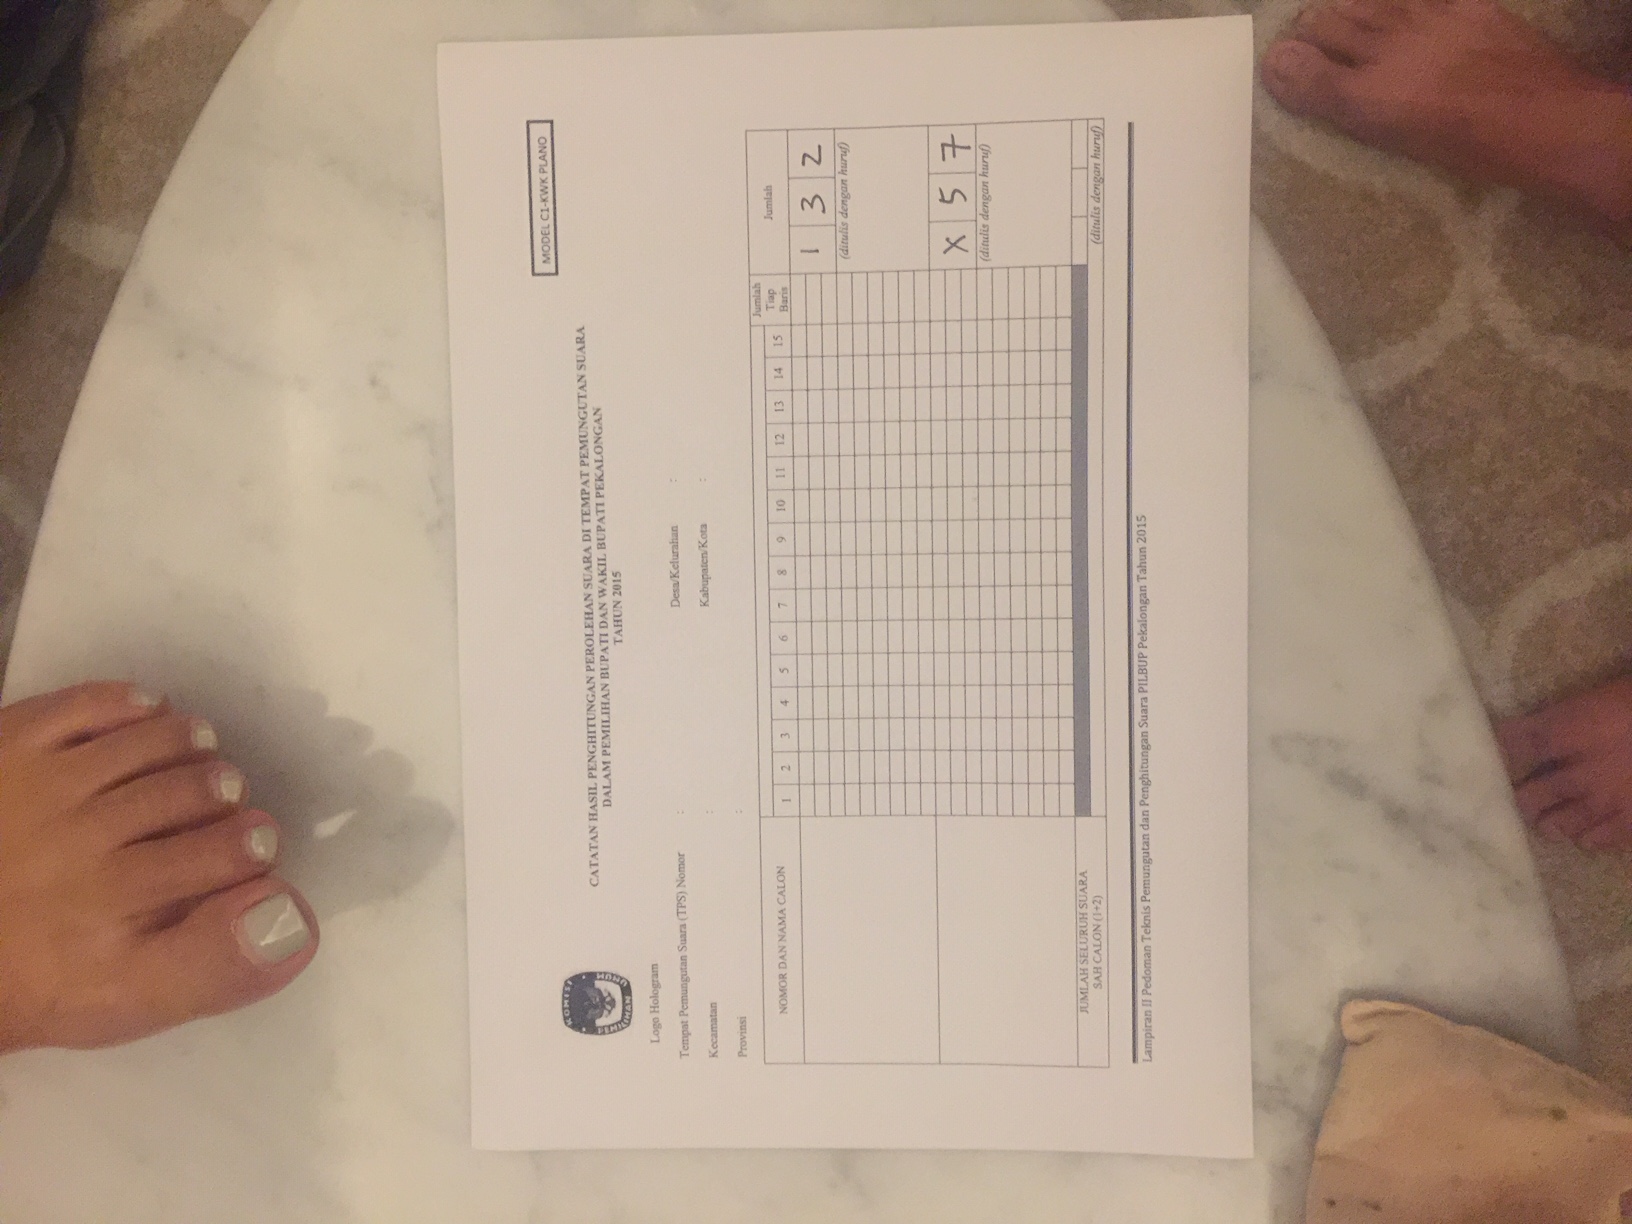 MODEL C1-KWK PLANO
KOMISI PEMILIHAN UMUM
CATATAN HASIL PENGHITUNGAN PEROLEHAN SUARA DI TEMPAT PEMUNGUTAN SUARA
DALAM PEMILIHAN BUPATI DAN WAKIL BUPATI PEKALONGAN
TAHUN 2015
Logo Hologram
Tempat Pemungutan Suara (TPS) Nomor :
Desa/Kelurahan :
Kecamatan :
Kabupaten/Kota :
Provinsi :
NOMOR DAN NAMA CALON
1 2 3 4 5 6 7 8 9 10 11 12 13 14 15
Jumlah
Tiap
Baris
Jumlah
1 3 2
(ditulis dengan huruf)
X 5 7
(ditulis dengan huruf)
JUMLAH SELURUH SUARA
SAH CALON (1+2)
(ditulis dengan huruf)
Lampiran II Pedoman Teknis Pemungutan dan Penghitungan Suara PILBUP Pekalongan Tahun 2015